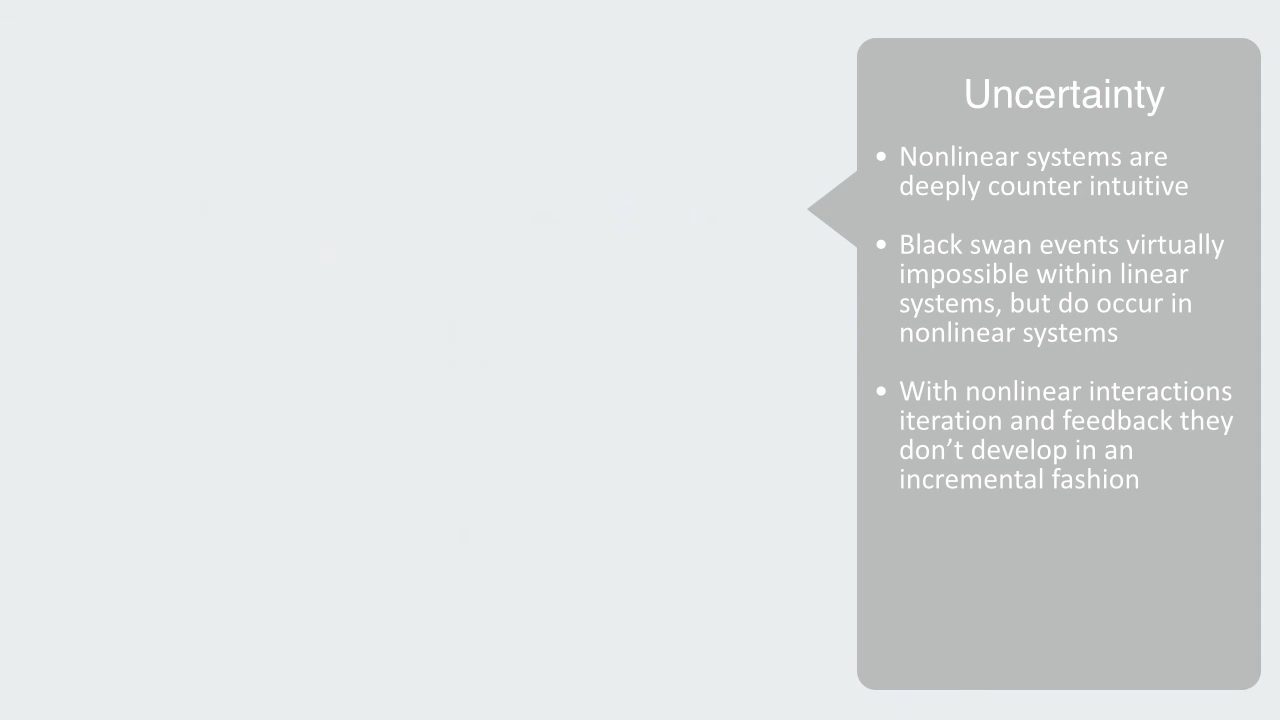 Uncertainty
• Nonlinear systems are
deeply counter intuitive
• Black swan events virtually
impossible within linear
systems, but do occur in
nonlinear systems
• With nonlinear interactions
iteration and feedback they
don’t develop in an
incremental fashion